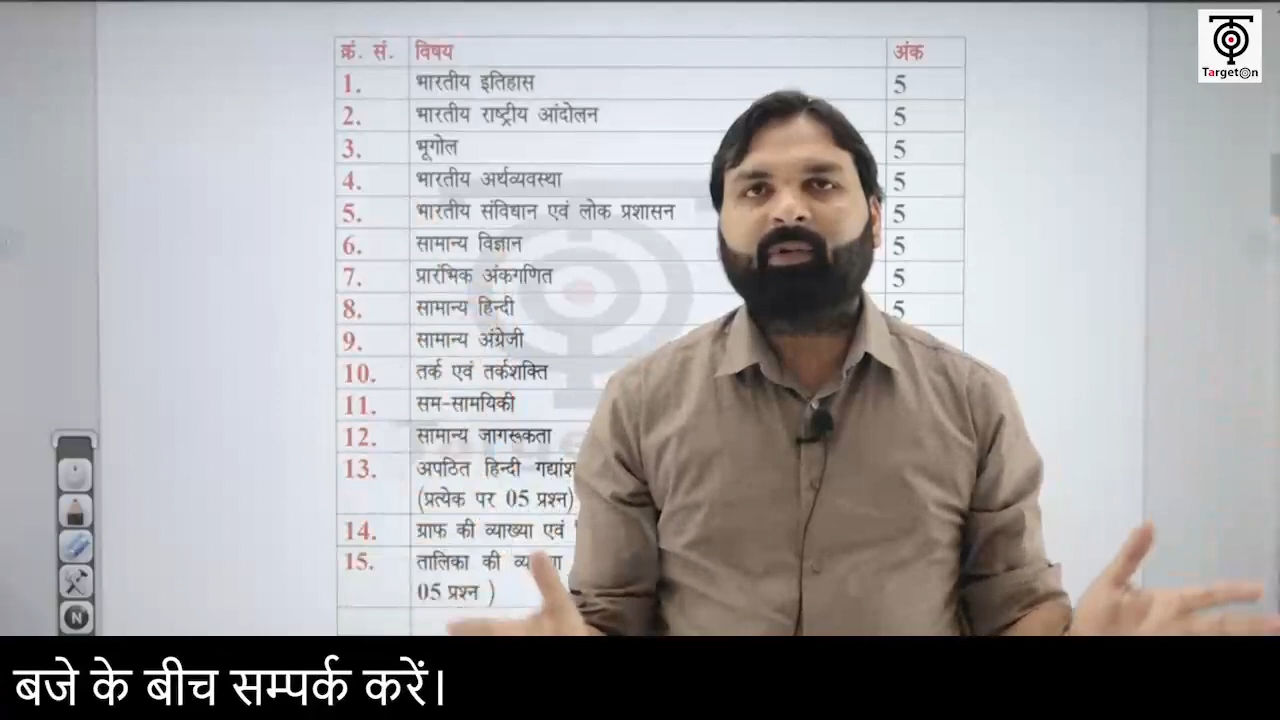 Target On
क्रं. सं. विषय अंक
1. भारतीय इतिहास 5
2. भारतीय राष्ट्रीय आंदोलन 5
3. भूगोल 5
4. भारतीय अर्थव्यवस्था 5
5. भारतीय संविधान एवं लोक प्रशासन 5
6. सामान्य विज्ञान 5
7. प्रारंभिक अंकगणित 5
8. सामान्य हिन्दी 5
9. सामान्य अंग्रेजी
10. तर्क एवं तर्कशक्ति
11. सम-सामयिकी
12. सामान्य जागरूकता
13. अपठित हिन्दी गद्यांश
(प्रत्येक पर 05 प्रश्न)
14. ग्राफ की व्याख्या एवं
15. तालिका की
05 प्रश्न )
N
बजे के बीच सम्पर्क करें।